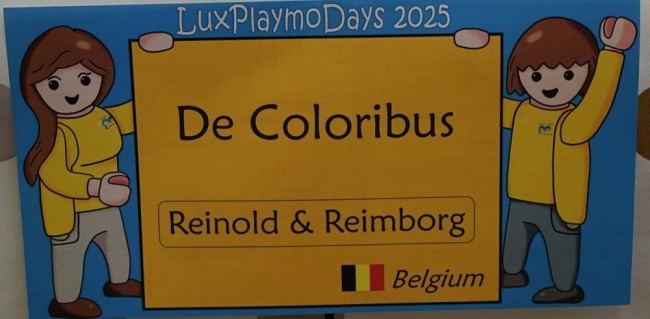 LuxPlaymoDays 2025
De Coloribus
Reinold & Reimborg
Belgium